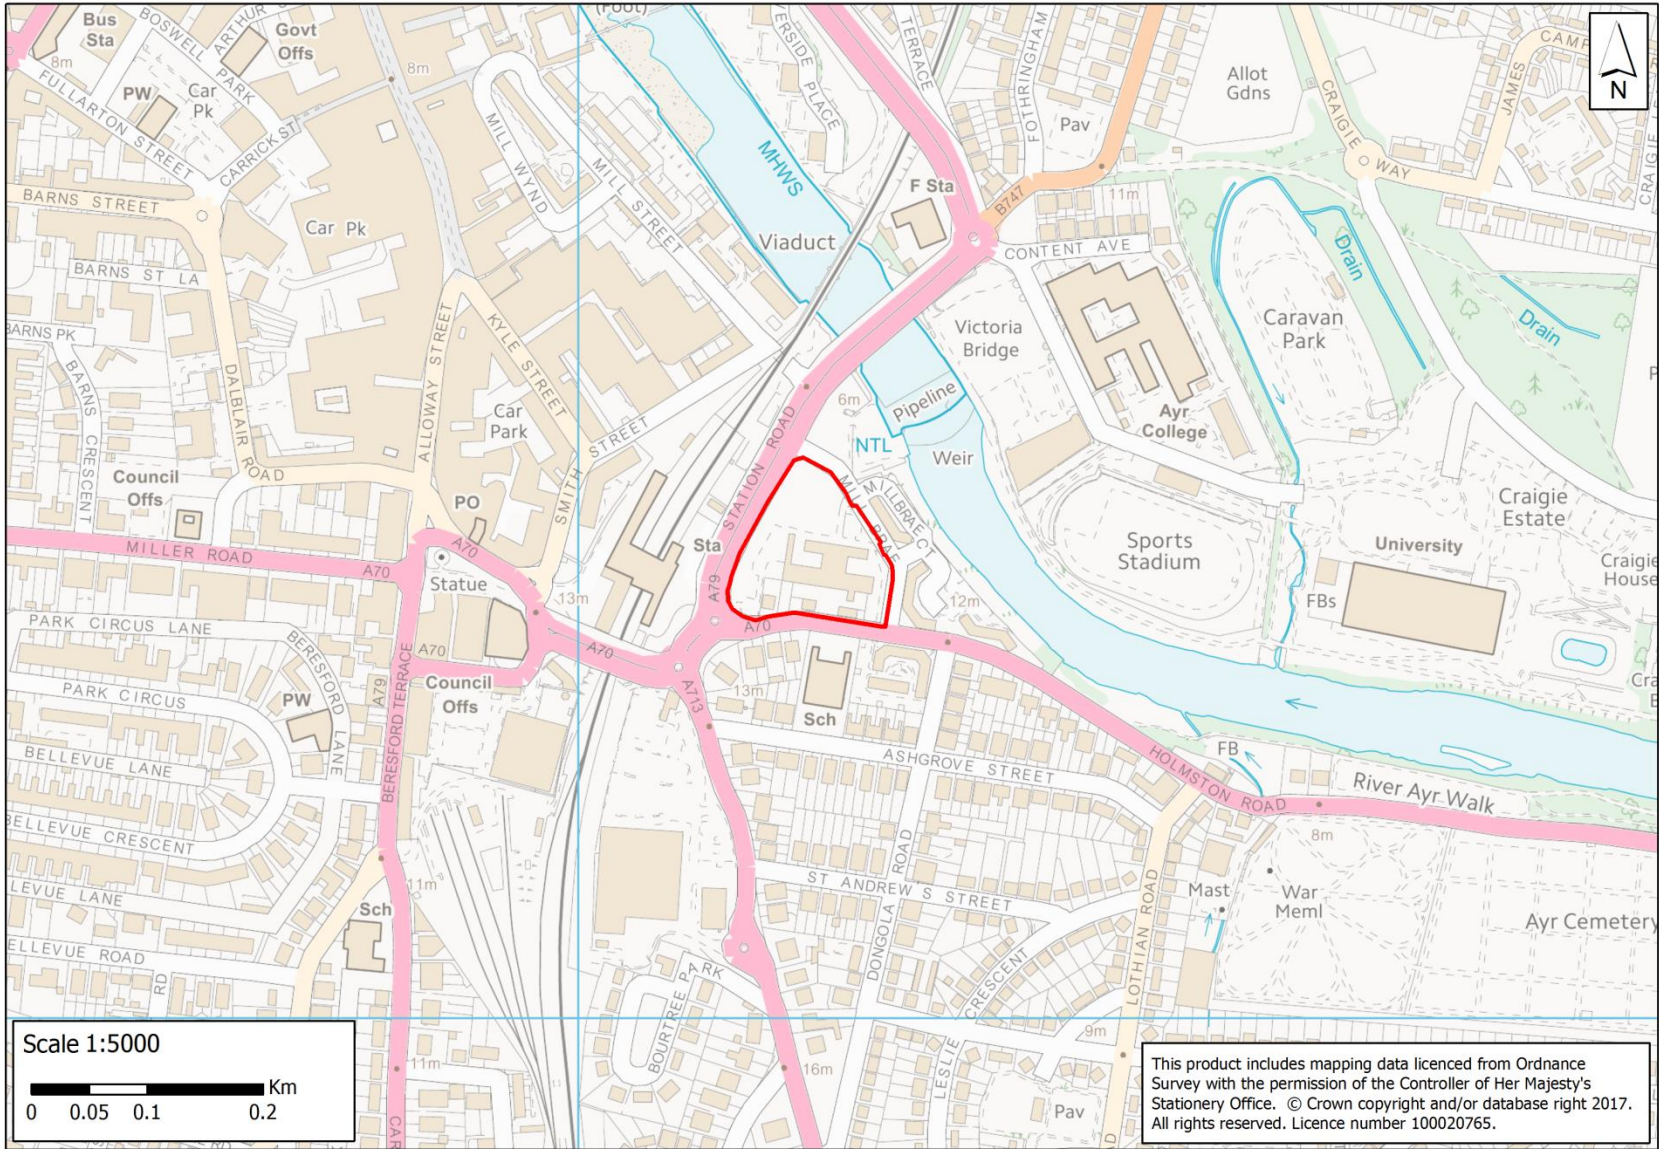 Bus
Sta
BOSWELL PARK
ARTHUR ST
Govt
Offs
(Foot)
8m
8m
FULLARTON STREET
PW
Car
Pk
CARRICK ST
BARNS STREET
Car Pk
BARNS ST LA
BARNS PK
BARNS CRESCENT
DALBLAIR ROAD
ALLOWAY STREET
KYLE STREET
MILL WYND
MILL STREET
MHWS
Viaduct
TERRACE
FOTHRINGHAM
Pav
Allot
Gdns
CRAIGIE WAY
JAMES
CAMP
CRAIGIE
N
F Sta
B747
11m
CONTENT AVE
Victoria
Bridge
Caravan
Park
Drain
Drain
Pipeline
NTL
Weir
6m
Ayr
College
Car
Park
SMITH STREET
Council
Offs
PO
STATION ROAD
MILL BRAE
MILLBRAE CT
Sports
Stadium
Craigie
Estate
University
Craigie
House
FBs
MILLER ROAD
A70
A70
Statue
13m
Sta
A79
A70
12m
PARK CIRCUS LANE
BERESFORD LANE
A70
A70
Council
Offs
PARK CIRCUS
PW
A79
BERESFORD TERRACE
A713
13m
Sch
ASHGROVE STREET
FB
HOLMSTON ROAD
River Ayr Walk
8m
BELLEVUE LANE
BELLEVUE CRESCENT
11m
Sch
ST ANDREW'S STREET
DONGOLA ROAD
LOTHIAN ROAD
Mast
War
Meml
Ayr Cemetery
BOURTREE PARK
LESLIE CRESCENT
9m
11m
16m
Pav
Scale 1:5000
Km
0 0.05 0.1 0.2
This product includes mapping data licenced from Ordnance
Survey with the permission of the Controller of Her Majesty's
Stationery Office. © Crown copyright and/or database right 2017.
All rights reserved. Licence number 100020765.